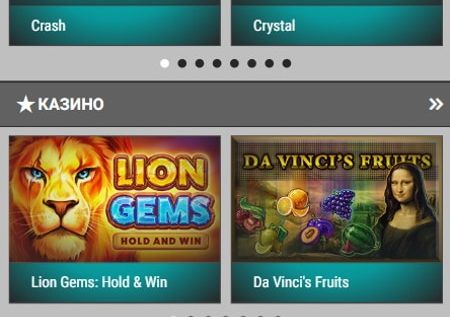 Crash
Crystal
КАЗИНО
LION
GEMS
HOLD AND WIN
DA VINCI'S FRUITS
Lion Gems: Hold & Win
Da Vinci's Fruits